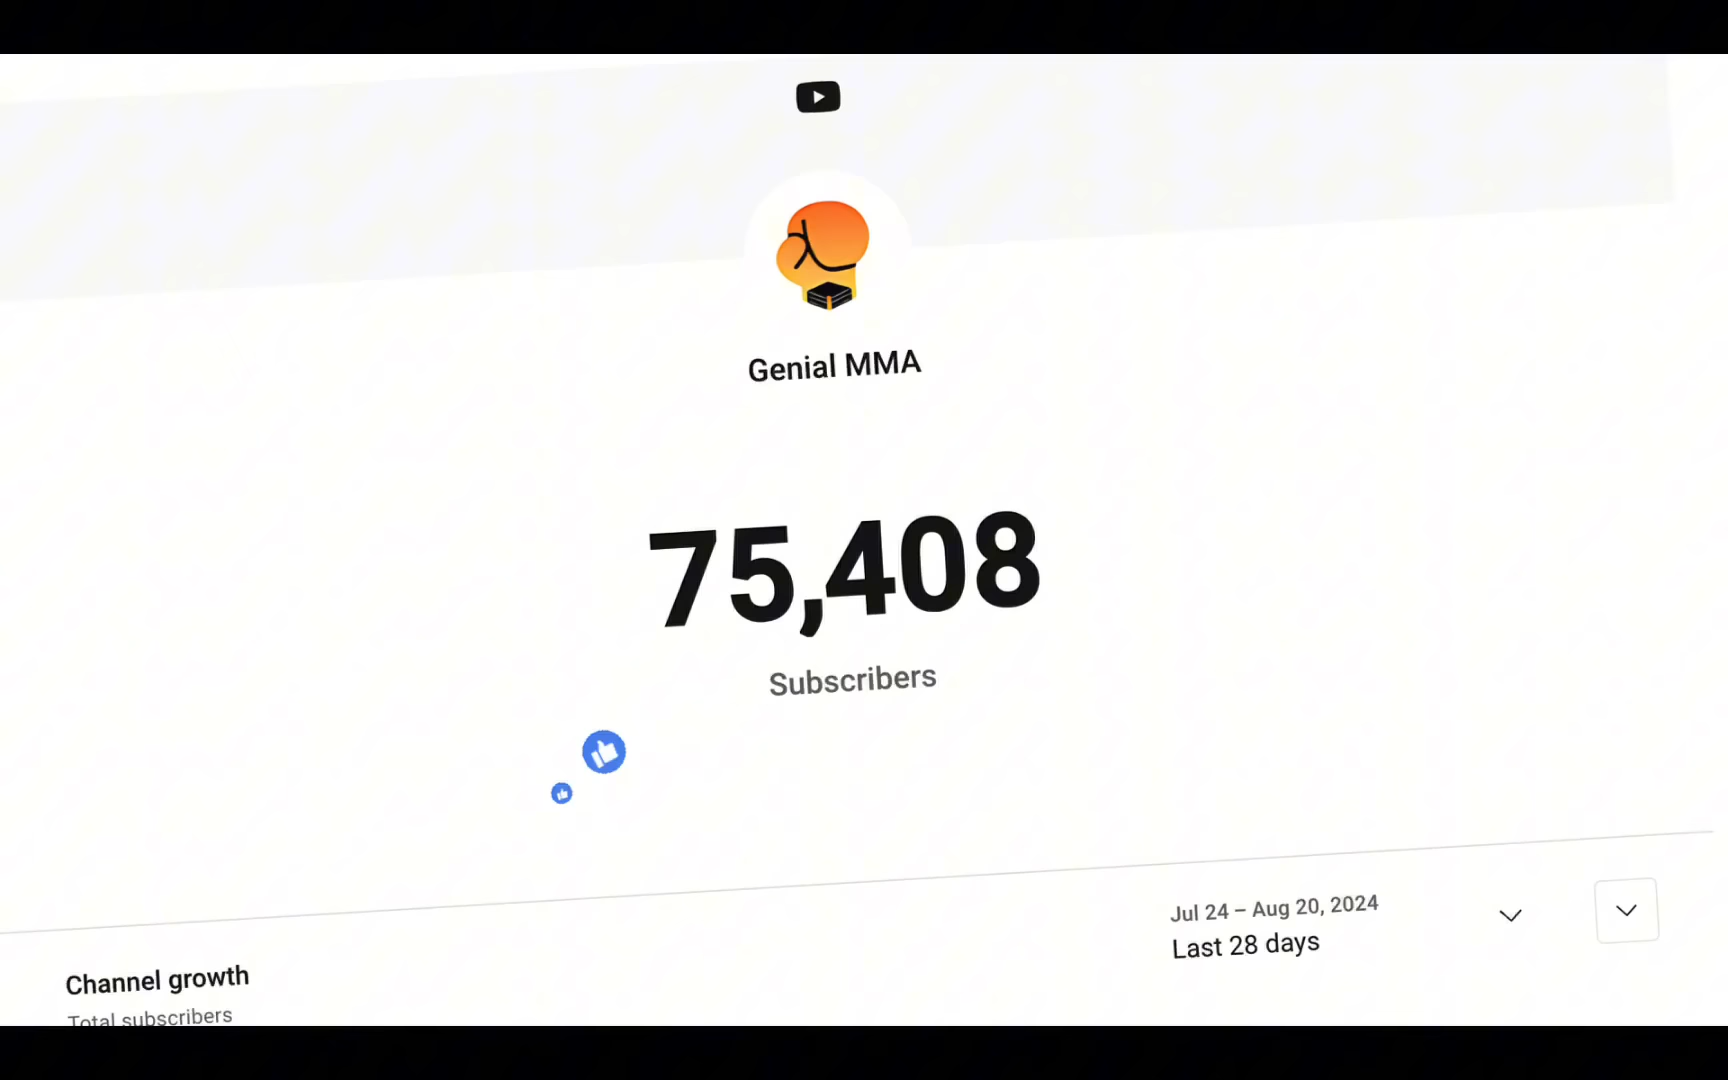 Genial MMA
75,408
Subscribers
Jul 24 – Aug 20, 2024
Last 28 days
Channel growth
Total subscribers